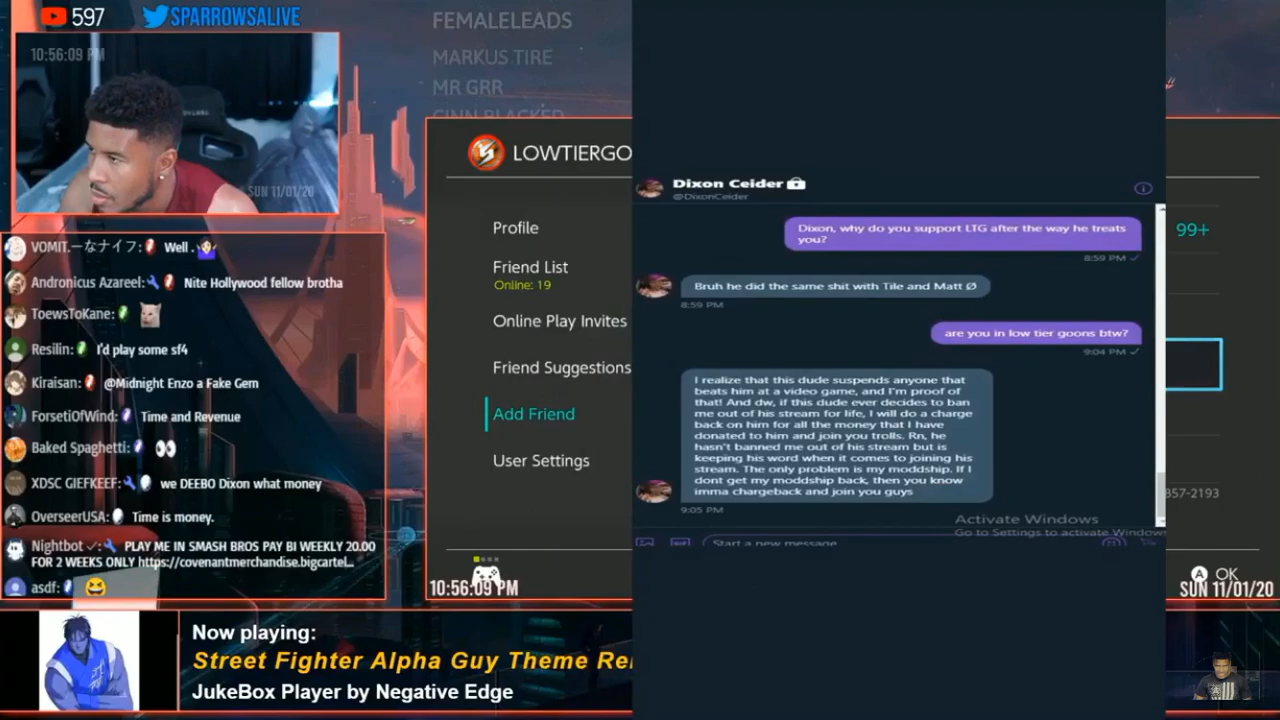 597
SPARROWSALIVE
10:56:09 PM
SUN 11/01/20
FEMALELEADS
MARKUS TIRE
MR GRR
LOWTIERGO
Profile
Friend List
Online: 19
Online Play Invites
Friend Suggestions
Add Friend
User Settings
VOMIT.ーなナイフ: Well .
Andronicus Azareel: Nite Hollywood fellow brotha
ToewsToKane:
Resilin: I'd play some sf4
Kiraisan: @Midnight Enzo a Fake Gem
ForsetiOfWind: Time and Revenue
Baked Spaghetti:
XDSC GIEFKEEF: we DEEBO Dixon what money
OverseerUSA: Time is money.
Nightbot PLAY ME IN SMASH BROS PAY BI WEEKLY 20.00
FOR 2 WEEKS ONLY https://covenantmerchandise.bigcartel...
asdf:
Dixon Ceider
@DixonCeider
Dixon, why do you support LTG after the way he treats
you?
8:59 PM
Bruh he did the same shit with Tile and Matt Ø
8:59 PM
are you in low tier goons btw?
9:04 PM
I realize that this dude suspends anyone that
beats him at a video game, and I'm proof of
that! And dw, if this dude ever decides to ban
me out of his stream for life, I will do a charge
back on him for all the money that I have
donated to him and join you trolls. Rn, he
hasn't banned me out of his stream but is
keeping his word when it comes to joining his
stream. The only problem is my moddship. If I
dont get my moddship back, then you know
imma chargeback and join you guys
9:05 PM
Activate Windows
Go to Settings to activate Windows
Start a new message
99+
857-2193
A OK
10:56:09 PM
SUN 11/01/20
Now playing:
Street Fighter Alpha Guy Theme Re
JukeBox Player by Negative Edge